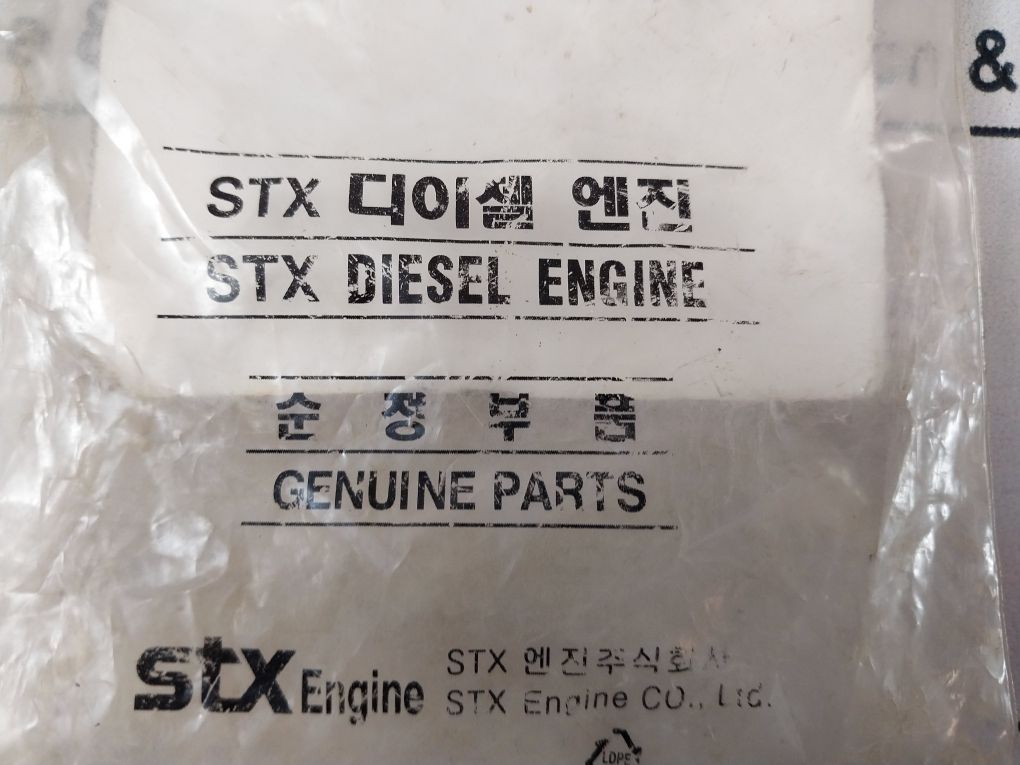 &
STX 디이셀 엔진
STX DIESEL ENGINE
순 정 부 품
GENUINE PARTS
STX Engine
STX 엔진주식회사
STX Engine CO., Ltd.
LDPE